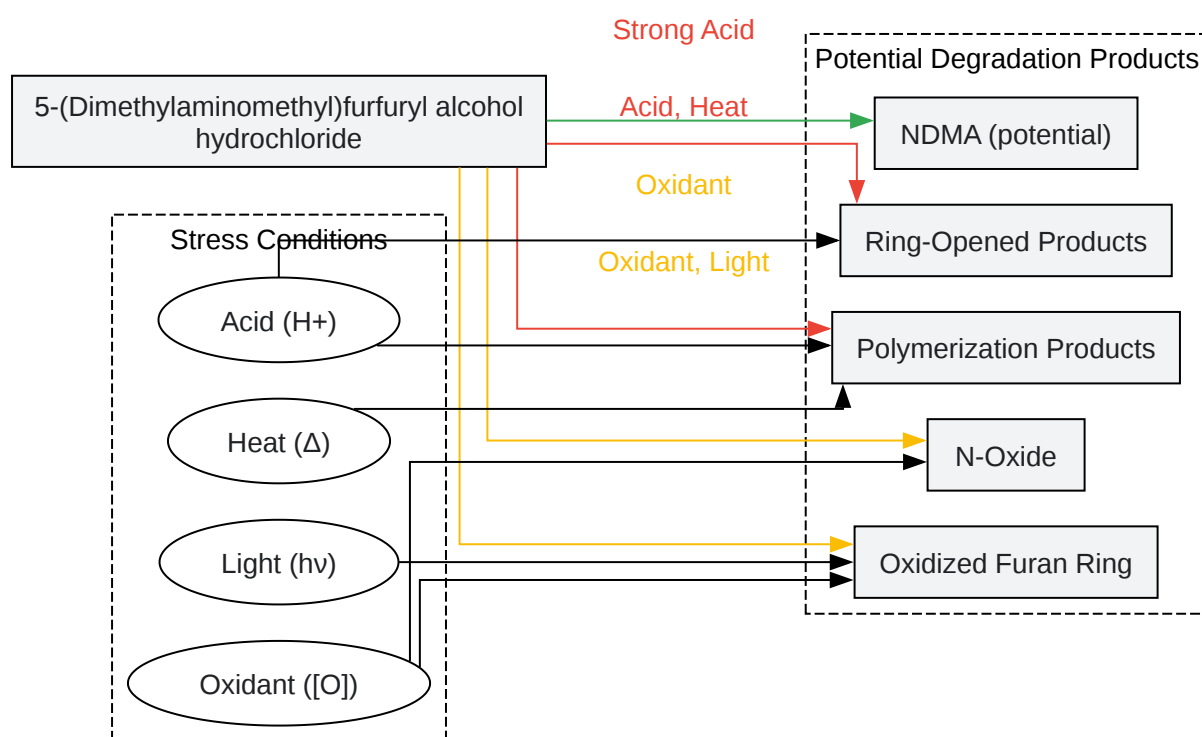 Strong Acid
Potential Degradation Products
5-(Dimethylaminomethyl)furfuryl alcohol
hydrochloride
Acid, Heat
NDMA (potential)
Oxidant
Stress Conditions
Ring-Opened Products
Oxidant, Light
Acid (H+)
Polymerization Products
Heat (Δ)
N-Oxide
Light (hν)
Oxidized Furan Ring
Oxidant ([O])